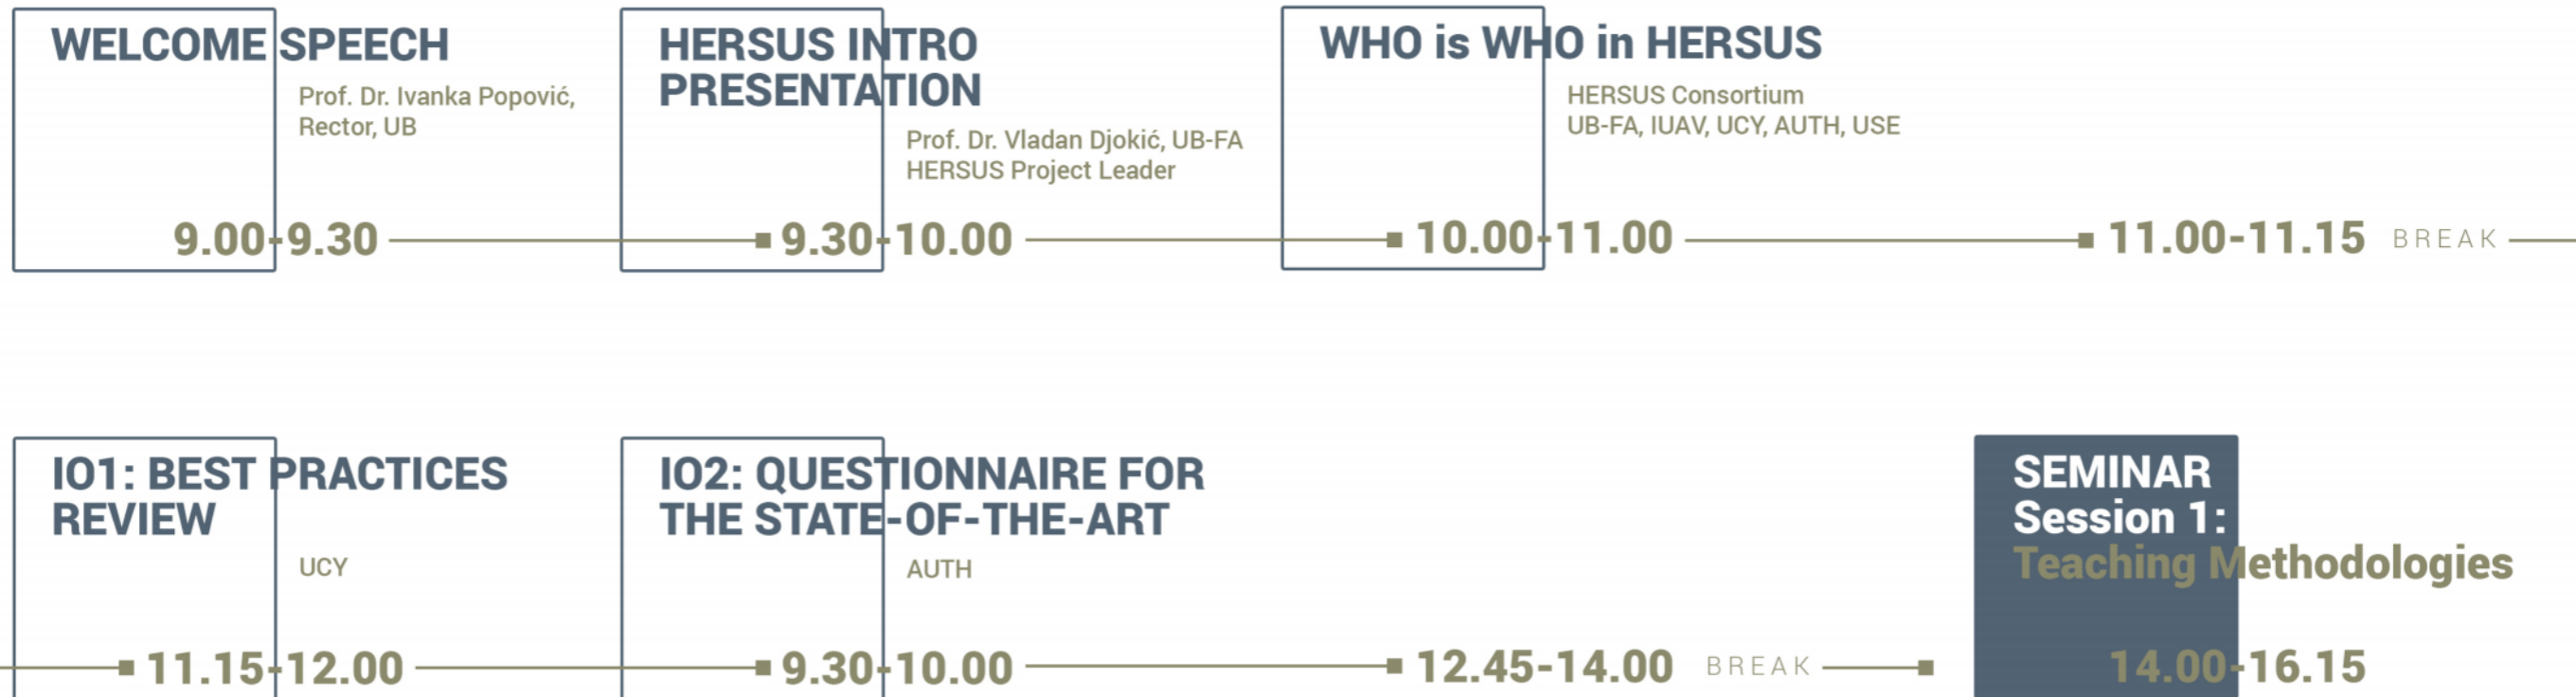 WELCOME SPEECH
Prof. Dr. Ivanka Popović,
Rector, UB
9.00-9.30
HERSUS INTRO
PRESENTATION
Prof. Dr. Vladan Djokić, UB-FA
HERSUS Project Leader
9.30-10.00
WHO is WHO in HERSUS
HERSUS Consortium
UB-FA, IUAV, UCY, AUTH, USE
10.00-11.00
11.00-11.15 BREAK
IO1: BEST PRACTICES
REVIEW
UCY
11.15-12.00
IO2: QUESTIONNAIRE FOR
THE STATE-OF-THE-ART
AUTH
9.30-10.00
12.45-14.00 BREAK
SEMINAR
Session 1:
Teaching Methodologies
14.00-16.15